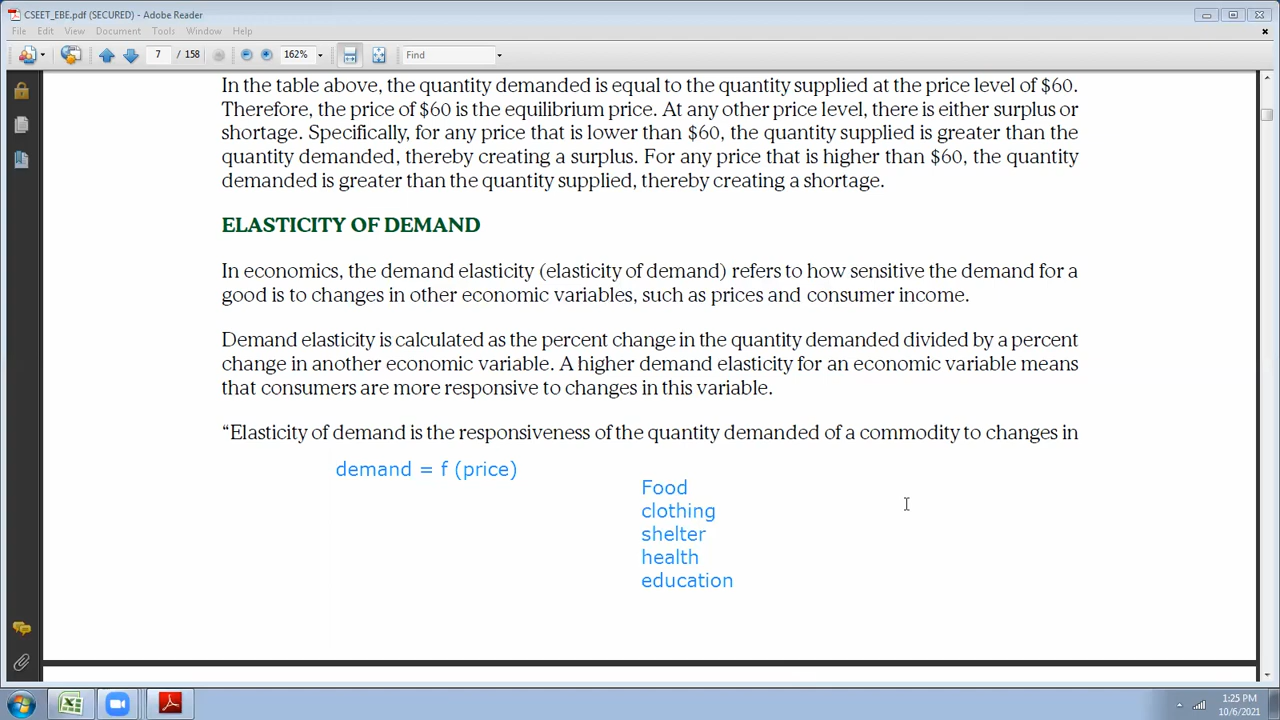 CSEET_EBE.pdf (SECURED) - Adobe Reader
File Edit View Document Tools Window Help
7 / 158 162% Find
In the table above, the quantity demanded is equal to the quantity supplied at the price level of $60.
Therefore, the price of $60 is the equilibrium price. At any other price level, there is either surplus or
shortage. Specifically, for any price that is lower than $60, the quantity supplied is greater than the
quantity demanded, thereby creating a surplus. For any price that is higher than $60, the quantity
demanded is greater than the quantity supplied, thereby creating a shortage.
ELASTICITY OF DEMAND
In economics, the demand elasticity (elasticity of demand) refers to how sensitive the demand for a
good is to changes in other economic variables, such as prices and consumer income.
Demand elasticity is calculated as the percent change in the quantity demanded divided by a percent
change in another economic variable. A higher demand elasticity for an economic variable means
that consumers are more responsive to changes in this variable.
“Elasticity of demand is the responsiveness of the quantity demanded of a commodity to changes in
demand = f (price)
Food
clothing
shelter
health
education
1:25 PM
10/6/2021